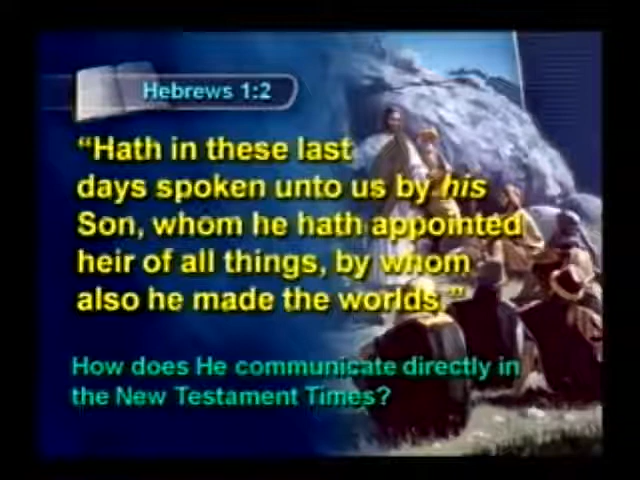 Hebrews 1:2
“Hath in these last
days spoken unto us by his
Son, whom he hath appointed
heir of all things, by whom
also he made the worlds.”
How does He communicate directly in
the New Testament Times?